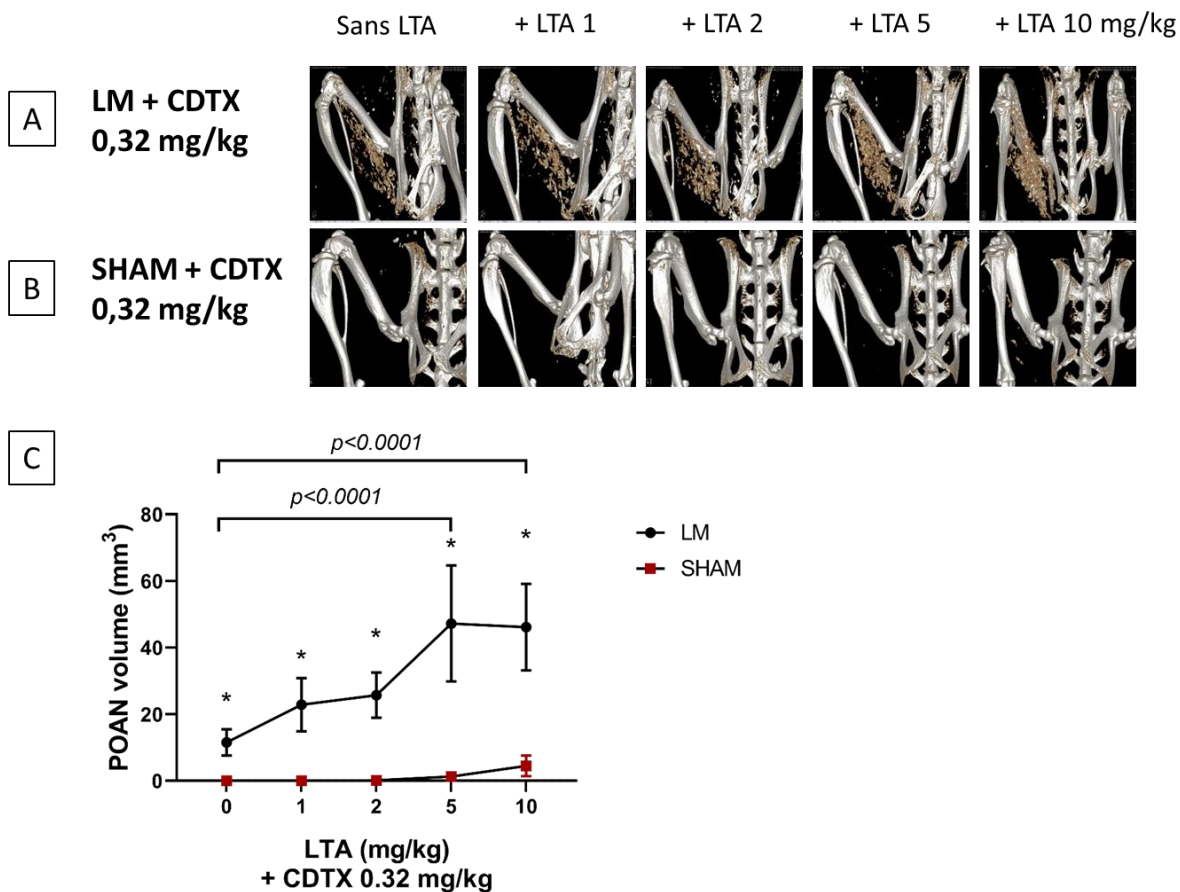 Sans LTA + LTA 1 + LTA 2 + LTA 5 + LTA 10 mg/kg
A
LM + CDTX
0,32 mg/kg
B
SHAM + CDTX
0,32 mg/kg
C
p<0.0001
p<0.0001
POAN volume (mm³)
80
60
40
20
0
* * * * *
LM
SHAM
0 1 2 5 10
LTA (mg/kg)
+ CDTX 0.32 mg/kg